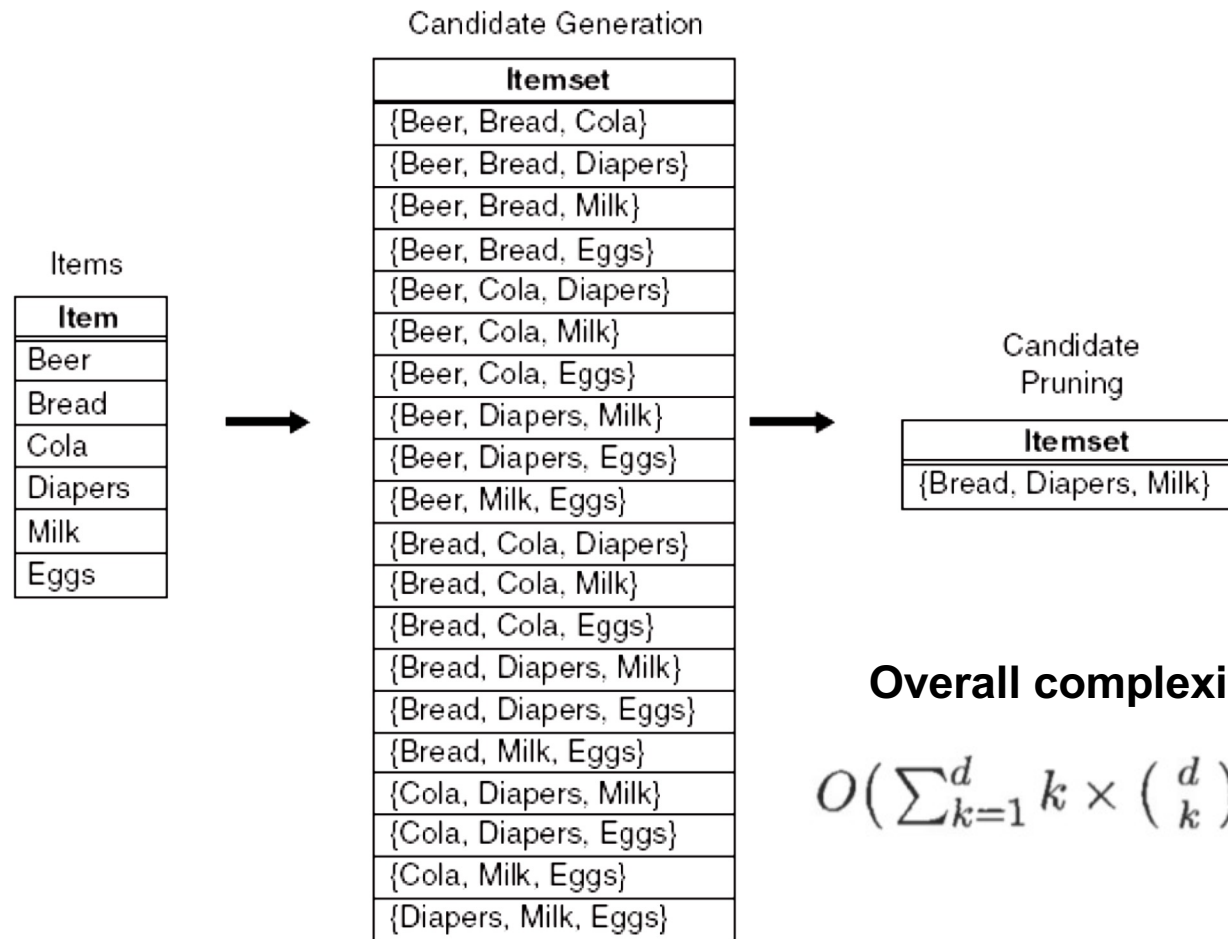 Candidate Generation
Itemset
{Beer, Bread, Cola}
{Beer, Bread, Diapers}
{Beer, Bread, Milk}
{Beer, Bread, Eggs}
{Beer, Cola, Diapers}
{Beer, Cola, Milk}
{Beer, Cola, Eggs}
{Beer, Diapers, Milk}
{Beer, Diapers, Eggs}
{Beer, Milk, Eggs}
{Bread, Cola, Diapers}
{Bread, Cola, Milk}
{Bread, Cola, Eggs}
{Bread, Diapers, Milk}
{Bread, Diapers, Eggs}
{Bread, Milk, Eggs}
{Cola, Diapers, Milk}
{Cola, Diapers, Eggs}
{Cola, Milk, Eggs}
{Diapers, Milk, Eggs}
Items
Item
Beer
Bread
Cola
Diapers
Milk
Eggs
Candidate
Pruning
Itemset
{Bread, Diapers, Milk}
Overall complexi
O( ∑_{k=1}^{d} k × ( d k )